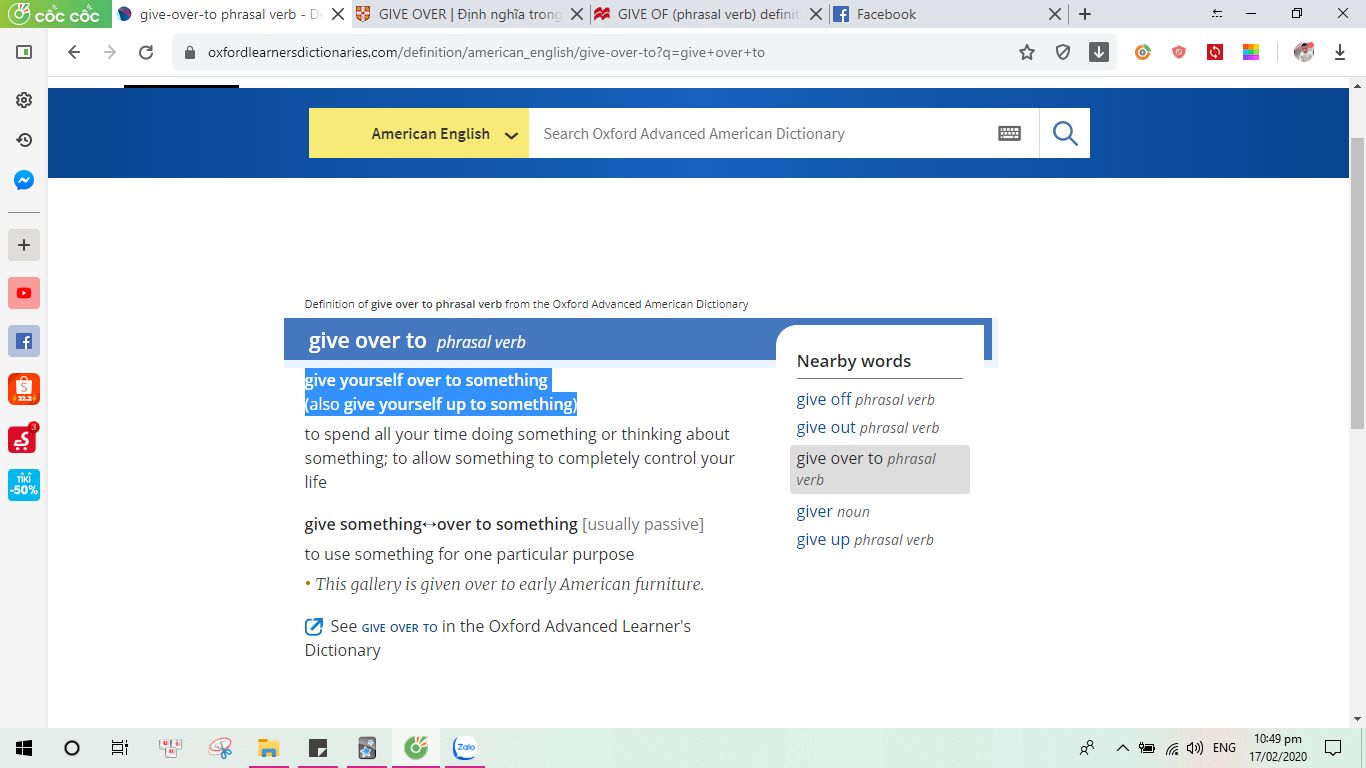 cốc cốc
give-over-to phrasal verb - D
GIVE OVER | Định nghĩa trong
GIVE OF (phrasal verb) definit
Facebook
oxfordlearnersdictionaries.com/definition/american_english/give-over-to?q=give+over+to
American English
Search Oxford Advanced American Dictionary
Definition of give over to phrasal verb from the Oxford Advanced American Dictionary
give over to phrasal verb
give yourself over to something
(also give yourself up to something)
to spend all your time doing something or thinking about
something; to allow something to completely control your
life
give something↔over to something [usually passive]
to use something for one particular purpose
• This gallery is given over to early American furniture.
See GIVE OVER TO in the Oxford Advanced Learner's
Dictionary
Nearby words
give off phrasal verb
give out phrasal verb
give over to phrasal
verb
giver noun
give up phrasal verb
22.2
3
TIKI
-50%
Zalo
ENG
10:49 pm
17/02/2020